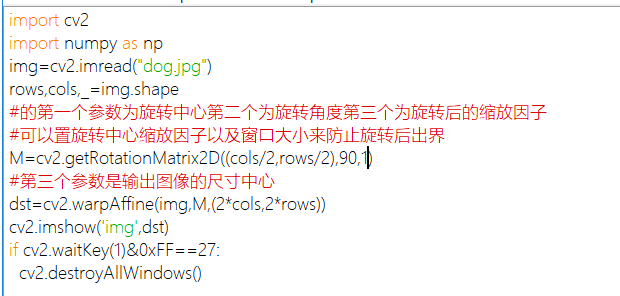 import cv2
import numpy as np
img=cv2.imread("dog.jpg")
rows,cols,_=img.shape
#的第一个参数为旋转中心第二个为旋转角度第三个为旋转后的缩放因子
#可以置旋转中心缩放因子以及窗口大小来防止旋转后出界
M=cv2.getRotationMatrix2D((cols/2,rows/2),90,1)
#第三个参数是输出图像的尺寸中心
dst=cv2.warpAffine(img,M,(2*cols,2*rows))
cv2.imshow('img',dst)
if cv2.waitKey(1)&0xFF==27:
  cv2.destroyAllWindows()